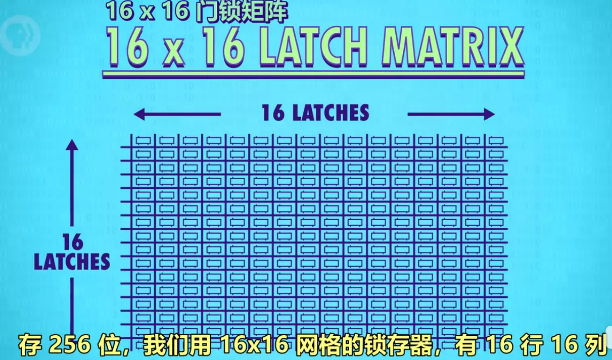 16 x 16 门锁矩阵
16 x 16 LATCH MATRIX
16 LATCHES
16
LATCHES
存 256 位，我们用 16x16 网格的锁存器，有 16 行 16 列